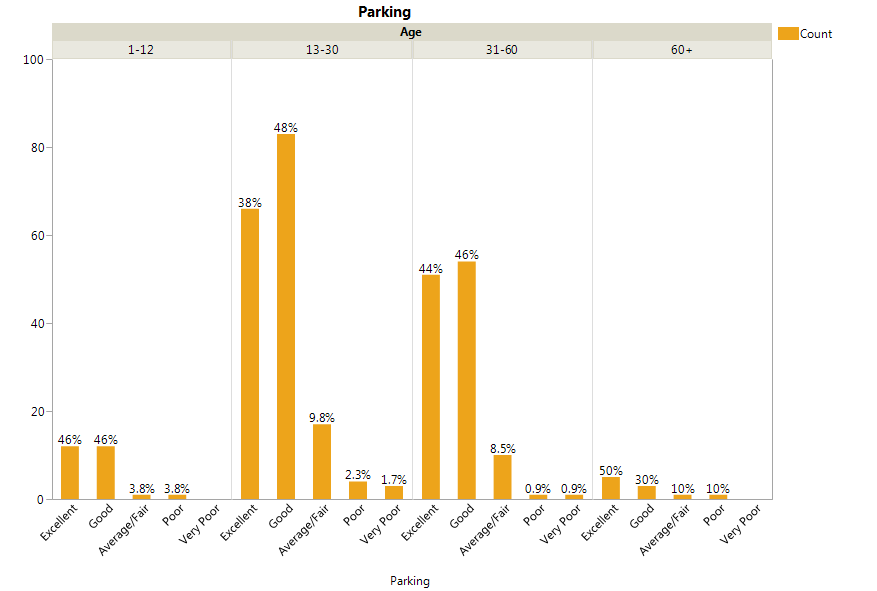 Parking
Age
Count
1-12 13-30 31-60 60+
100
80
60
40
20
0
46% 46% 3.8% 3.8%
38% 48% 9.8% 2.3% 1.7%
44% 46% 8.5% 0.9% 0.9%
50% 30% 10% 10%
Excellent Good Average/Fair Poor Very Poor Excellent Good Average/Fair Poor Very Poor Excellent Good Average/Fair Poor Very Poor Excellent Good Average/Fair Poor Very Poor
Parking